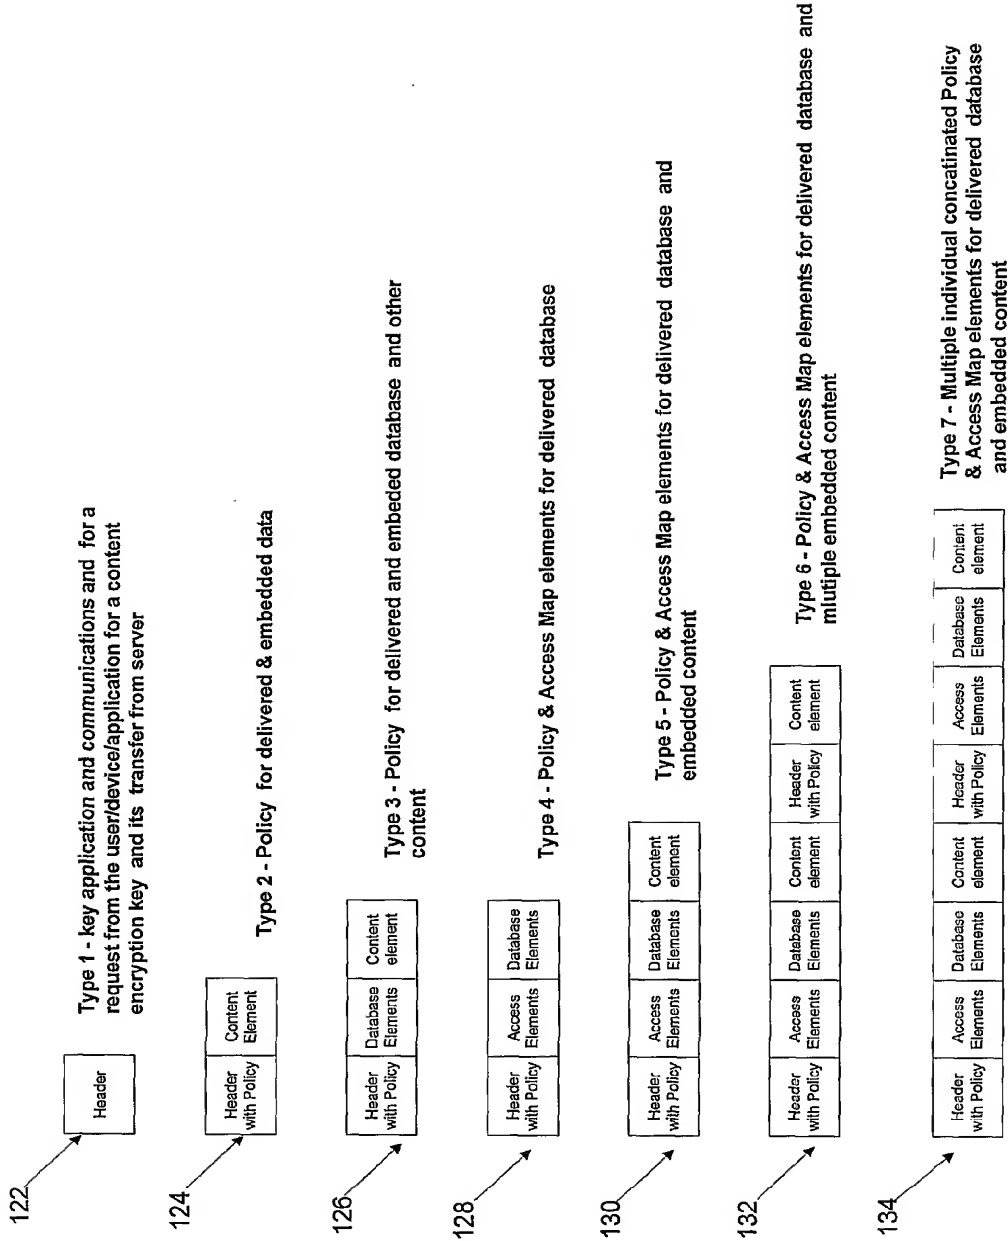 122
Header
Type 1 - key application and communications and for a
request from the user/device/application for a content
encryption key and its transfer from server
124
Header
with Policy
Content
Element
Type 2 - Policy for delivered & embedded data
126
Header
with Policy
Database
Elements
Content
element
Type 3 - Policy for delivered and embeded database and other
content
128
Header
with Policy
Access
Elements
Database
Elements
Type 4 - Policy & Access Map elements for delivered database
130
Header
with Policy
Access
Elements
Database
Elements
Content
element
Type 5 - Policy & Access Map elements for delivered database and
embedded content
132
Header
with Policy
Access
Elements
Database
Elements
Content
element
Header
with Policy
Content
element
Type 6 - Policy & Access Map elements for delivered database and
mlutiple embedded content
134
Header
with Policy
Access
Elements
Database
Elements
Content
element
Header
with Policy
Access
Elements
Database
Elements
Content
element
Type 7 - Multiple individual concatinated Policy
& Access Map elements for delivered database
and embedded content